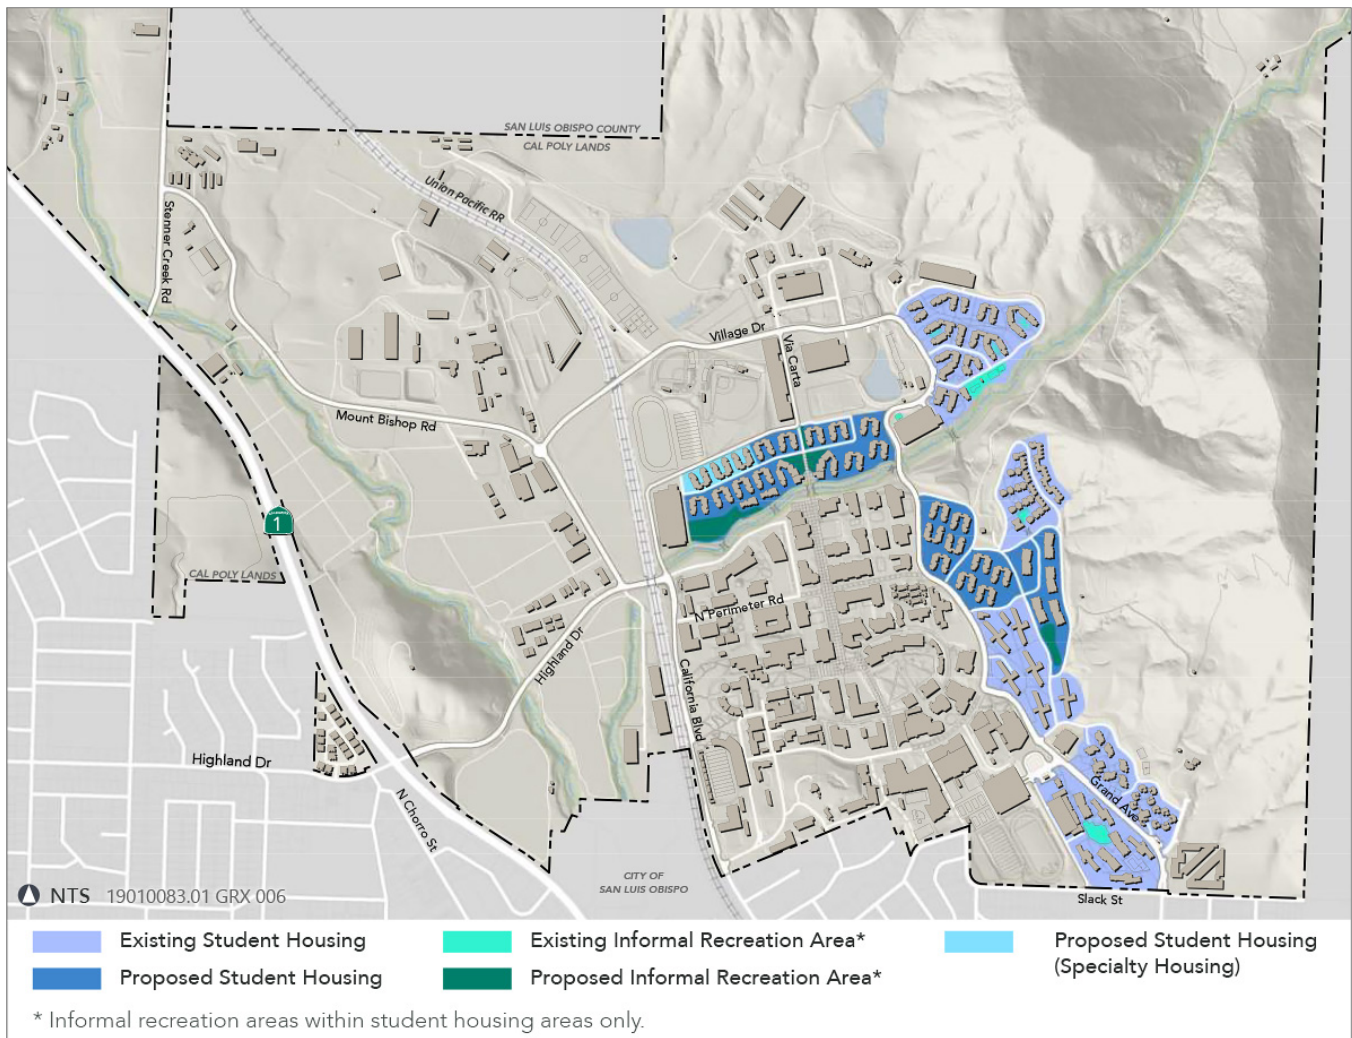 SAN LUIS OBISPO COUNTY
CAL POLY LANDS
Union Pacific RR
Stenner Creek Rd
Village Dr
Via Carta
Mount Bishop Rd
1
CAL POLY LANDS
N Perimeter Rd
Highland Dr
California Blvd
Highland Dr
N Chorro St
Grand Ave
CITY OF
SAN LUIS OBISPO
Slack St
NTS 19010083.01 GRX 006
Existing Student Housing
Existing Informal Recreation Area*
Proposed Student Housing
(Specialty Housing)
Proposed Student Housing
Proposed Informal Recreation Area*
* Informal recreation areas within student housing areas only.